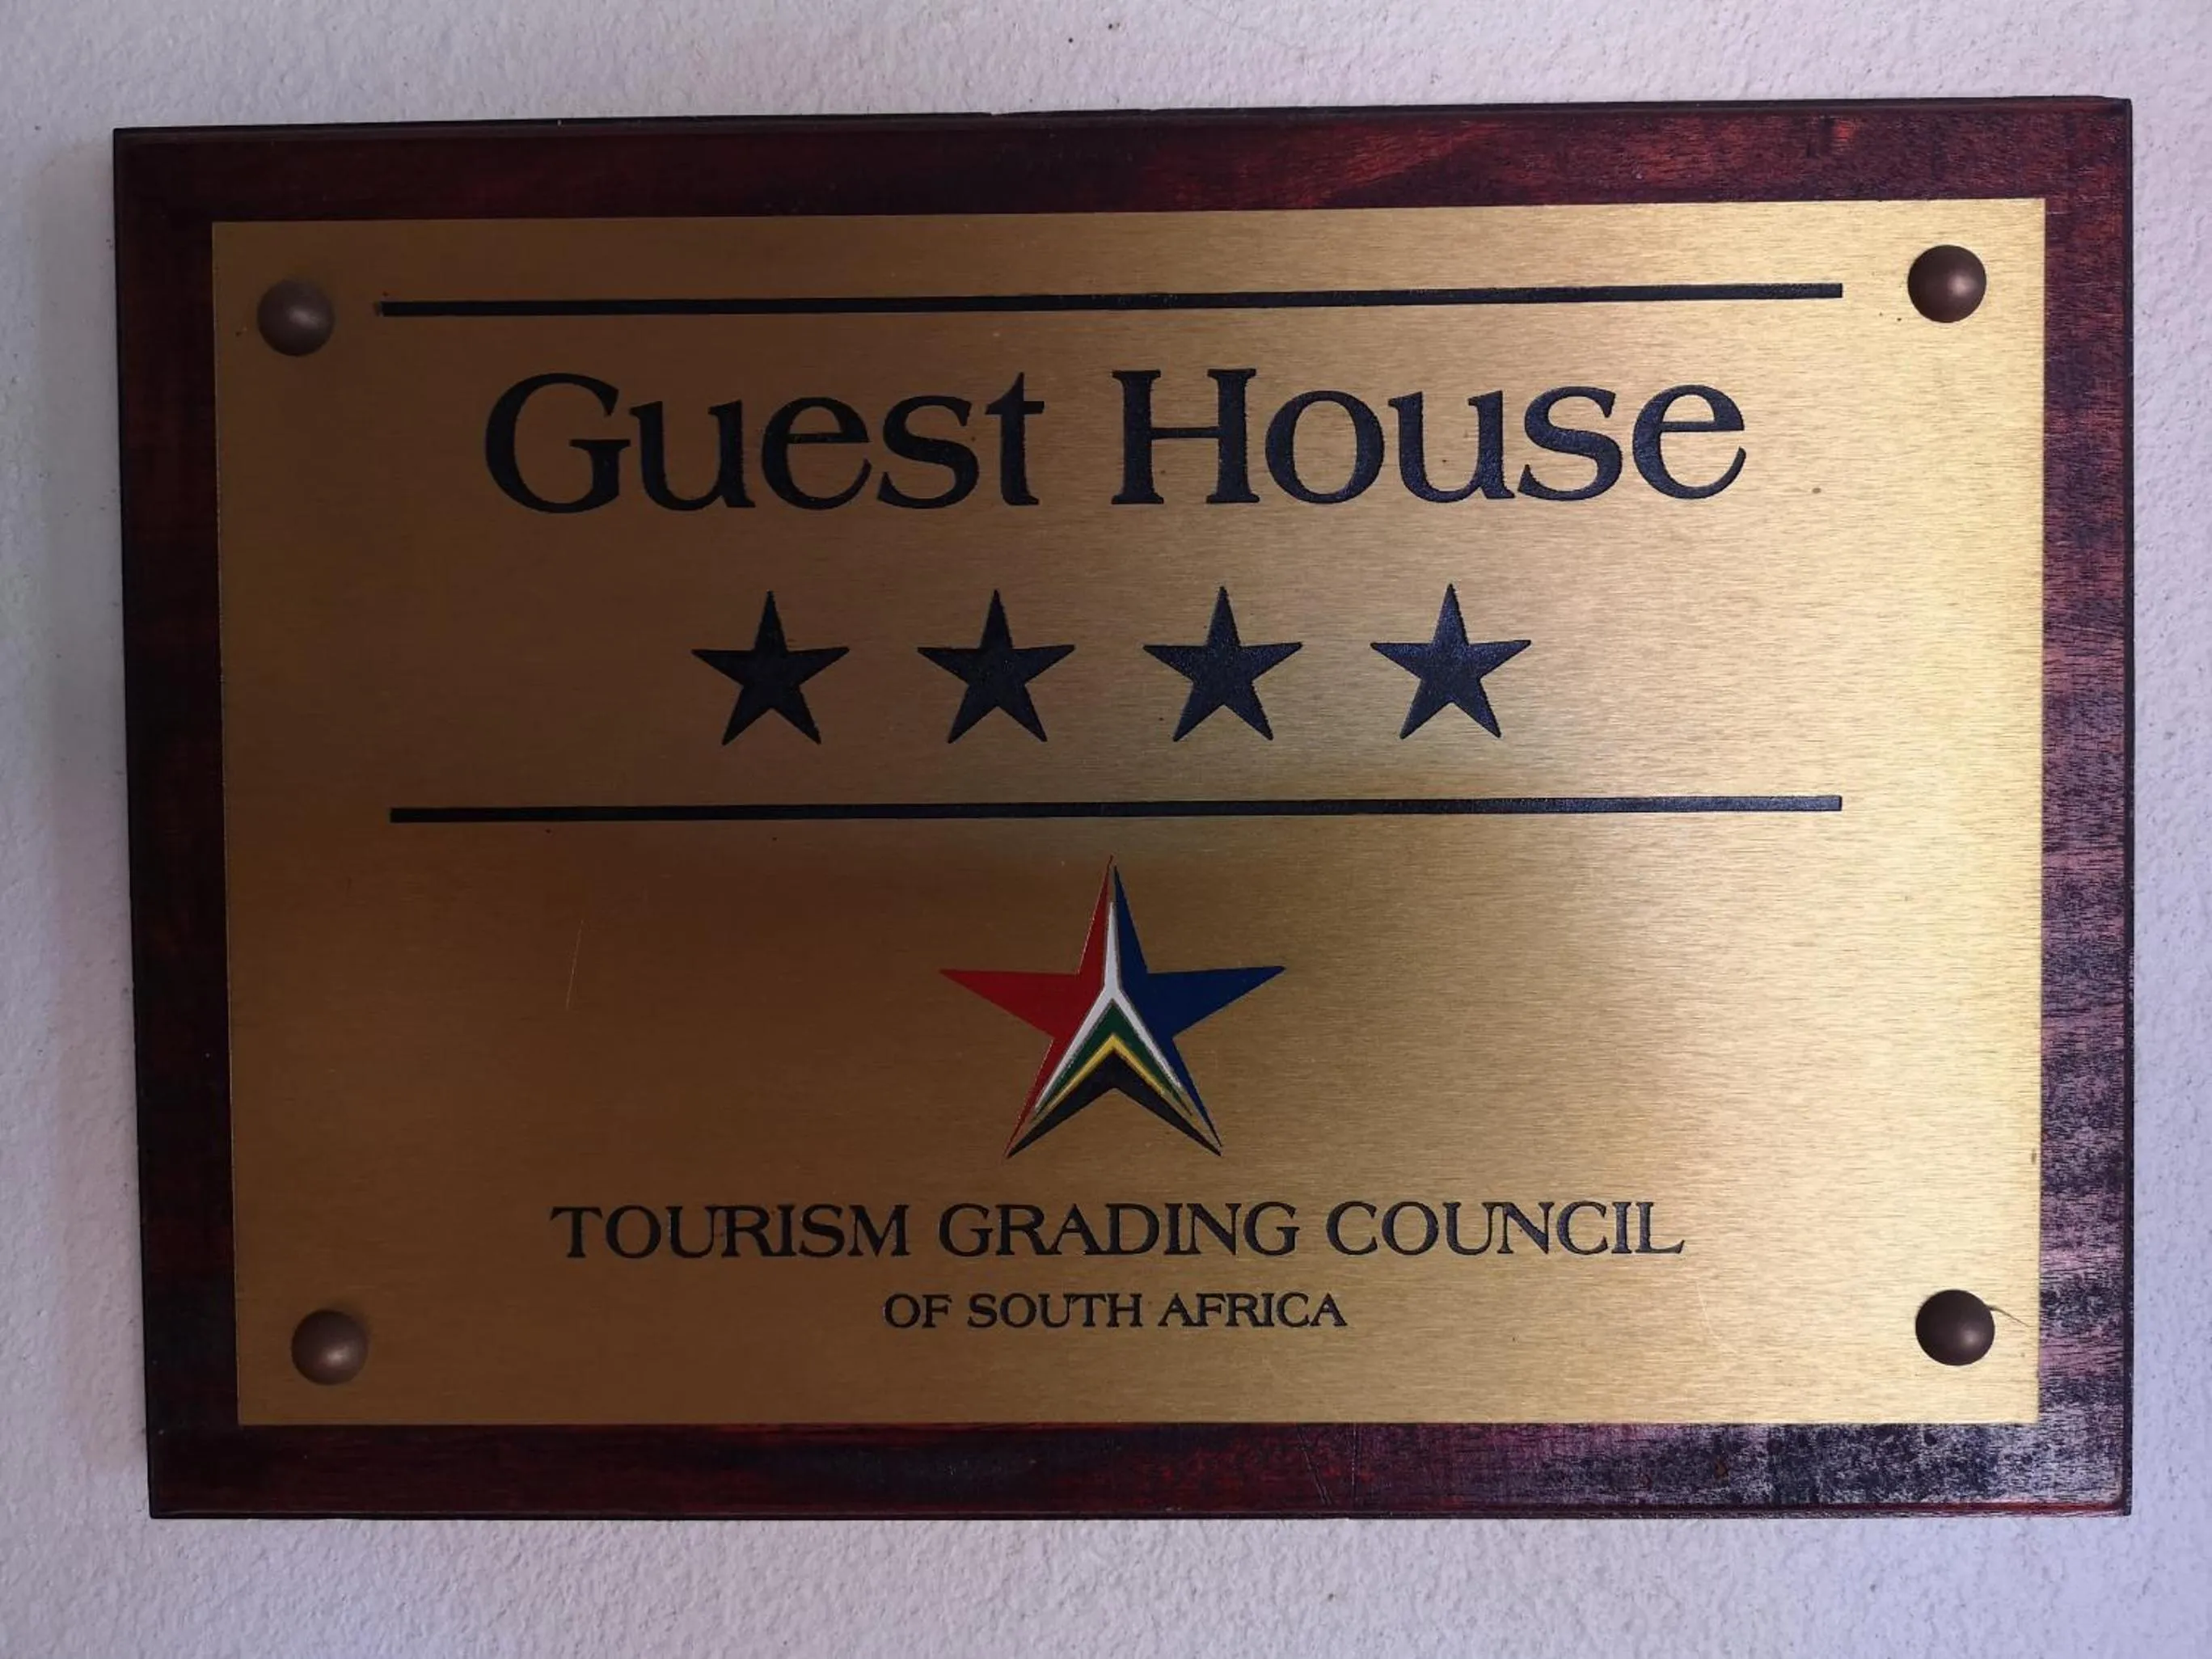 Guest House
TOURISM GRADING COUNCIL
OF SOUTH AFRICA